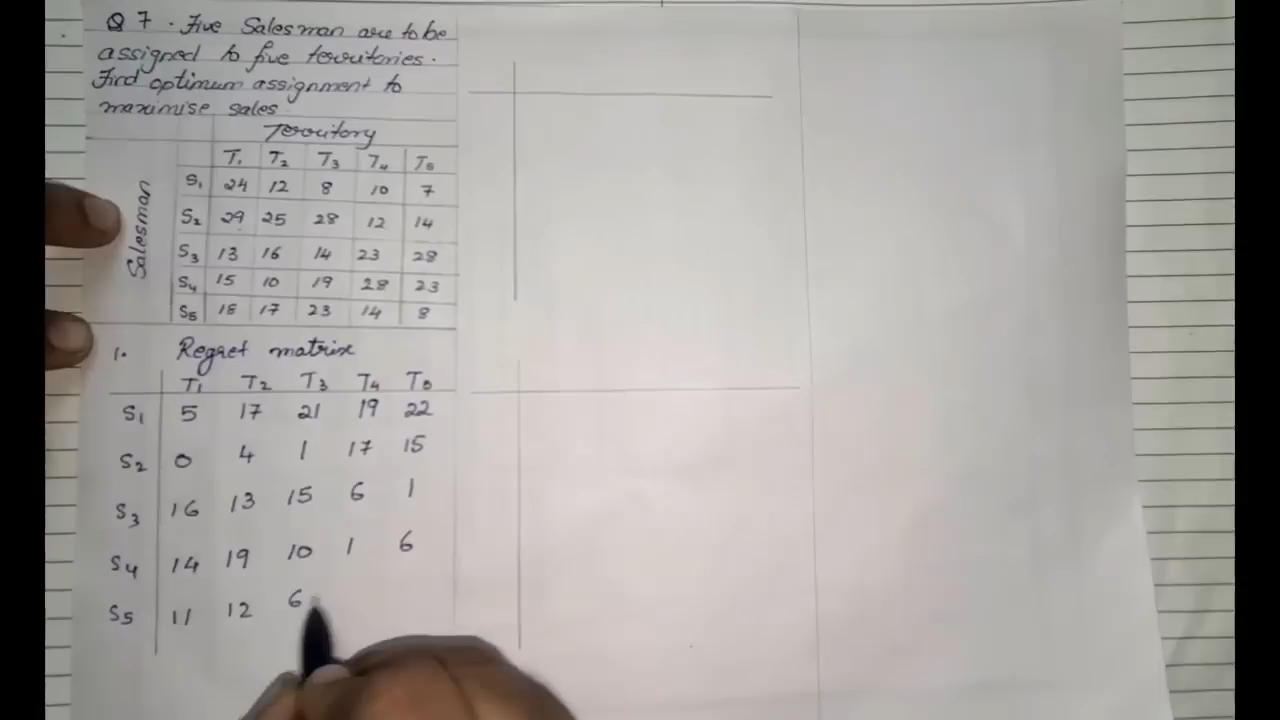 Q 7. Five Salesman are to be
assigned to five territories.
Find optimum assignment to
maximise sales.
Territory
T1 T2 T3 T4 T5
Salesman
S1 24 12 8 10 7
S2 29 25 28 12 14
S3 13 16 14 23 28
S4 15 10 19 28 23
S5 18 17 23 14 8
1. Regret matrix
T1 T2 T3 T4 T5
S1 5 17 21 19 22
S2 0 4 1 17 15
S3 16 13 15 6 1
S4 14 19 10 1 6
S5 11 12 6